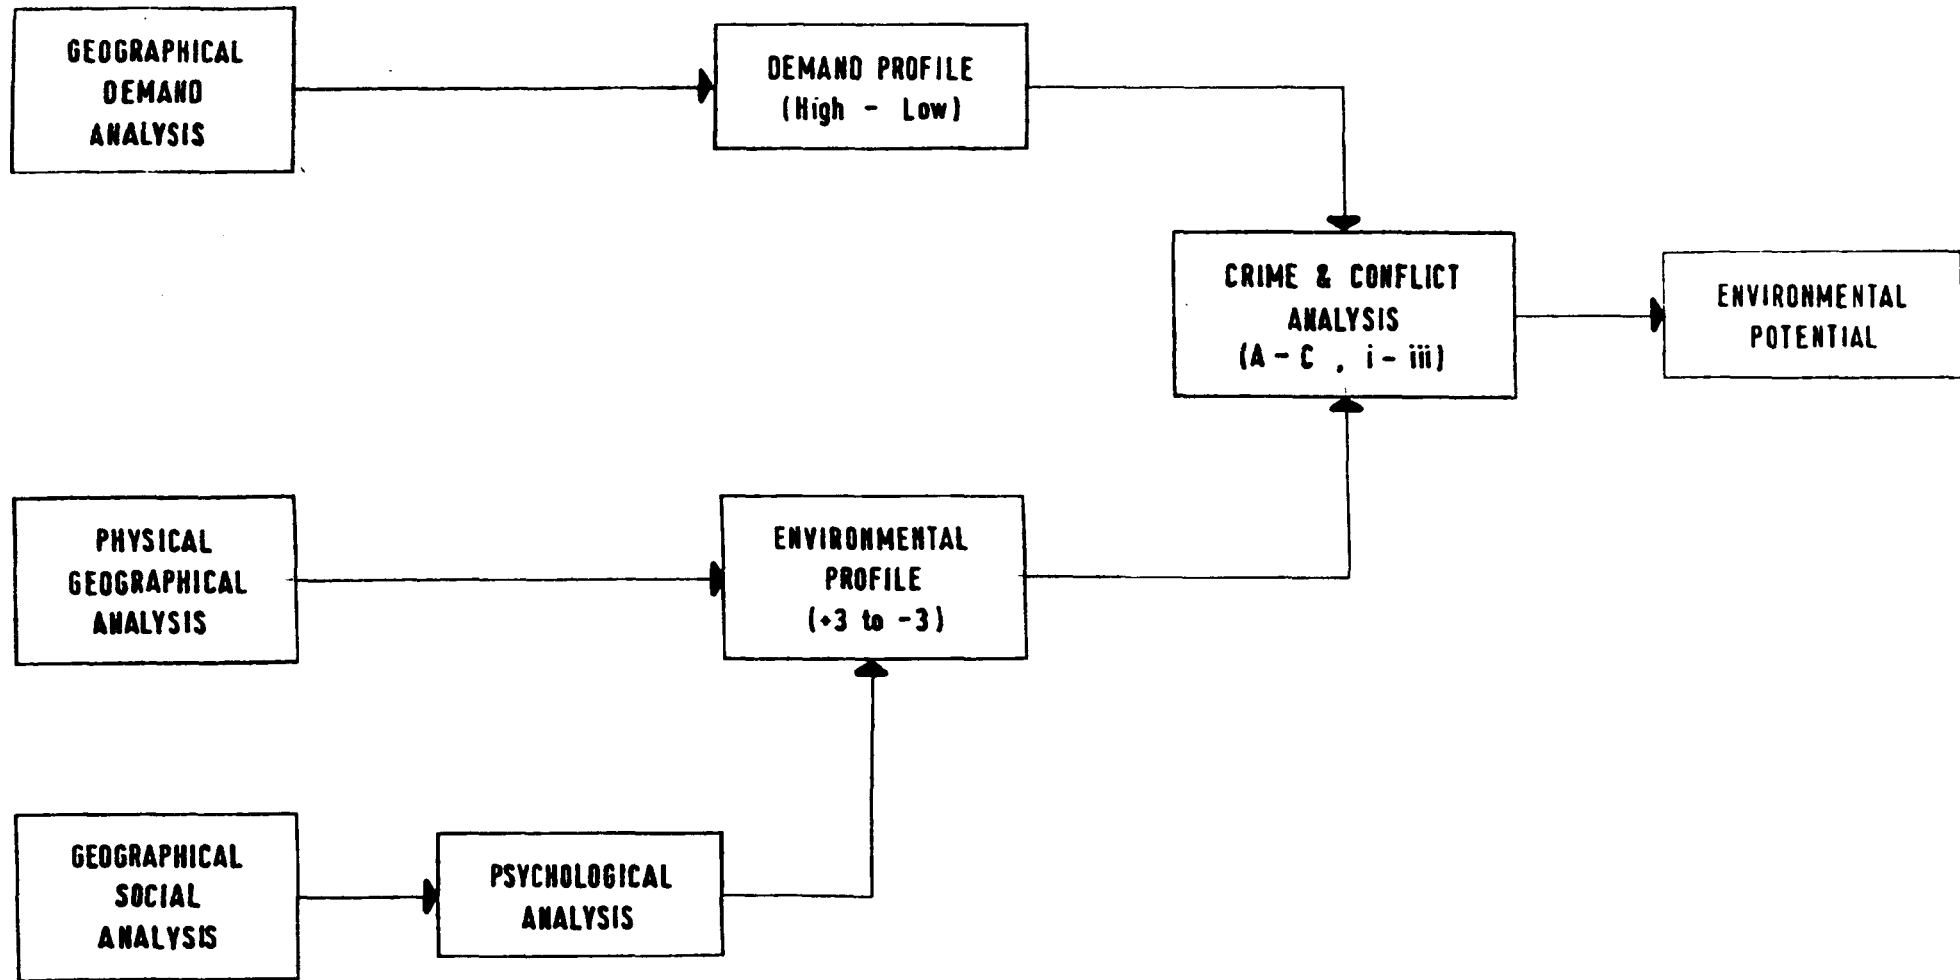 GEOGRAPHICAL
DEMAND
ANALYSIS
DEMAND PROFILE
(High - Low)
CRIME & CONFLICT
ANALYSIS
(A - C , i - iii)
ENVIRONMENTAL
POTENTIAL
PHYSICAL
GEOGRAPHICAL
ANALYSIS
ENVIRONMENTAL
PROFILE
(+3 to -3)
GEOGRAPHICAL
SOCIAL
ANALYSIS
PSYCHOLOGICAL
ANALYSIS